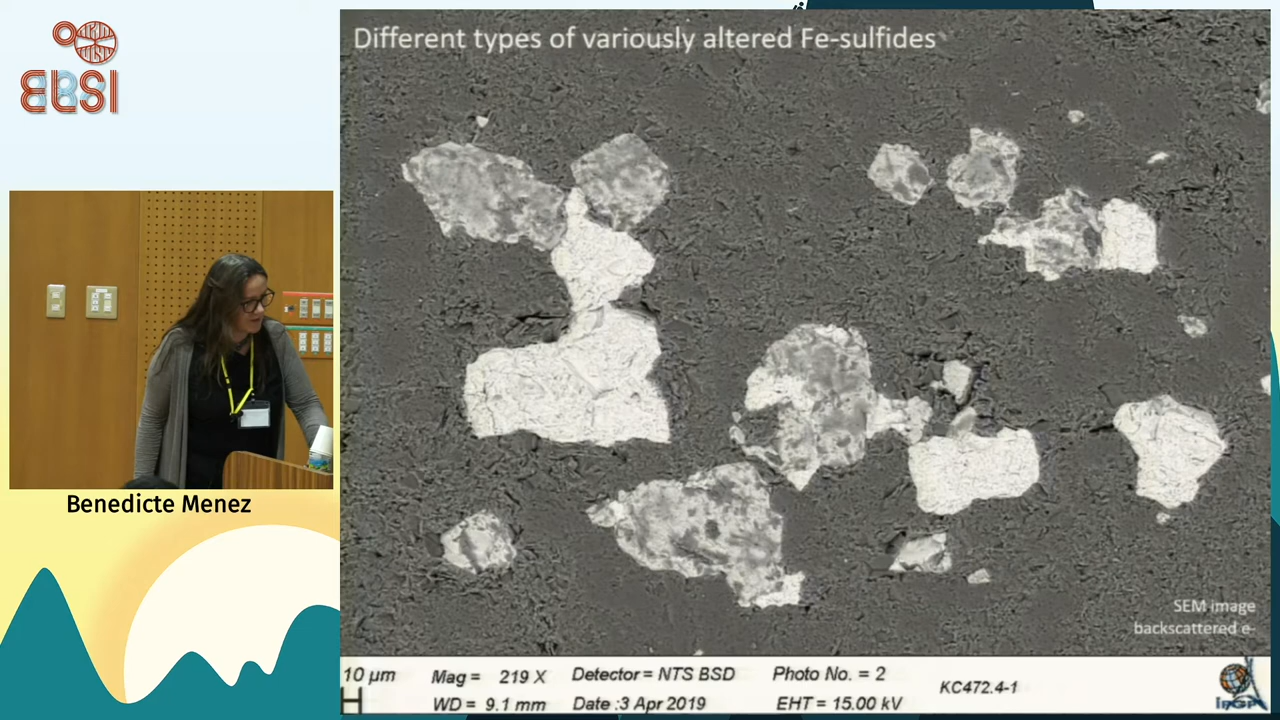 ELSI
Different types of variously altered Fe-sulfides
Benedicte Menez
SEM image
backscattered e-
10 µm
Mag = 219 X
Detector = NTS BSD
Photo No. = 2
WD = 9.1 mm
Date :3 Apr 2019
EHT = 15.00 kV
KC472.4-1
IPGP